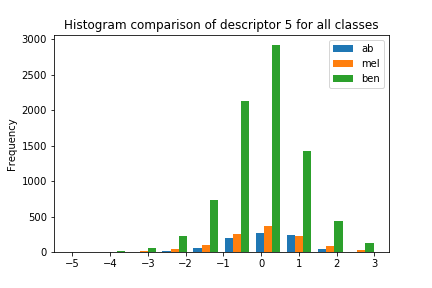 Histogram comparison of descriptor 5 for all classes
ab
mel
ben
Frequency
3000
2500
2000
1500
1000
500
0
−5 −4 −3 −2 −1 0 1 2 3